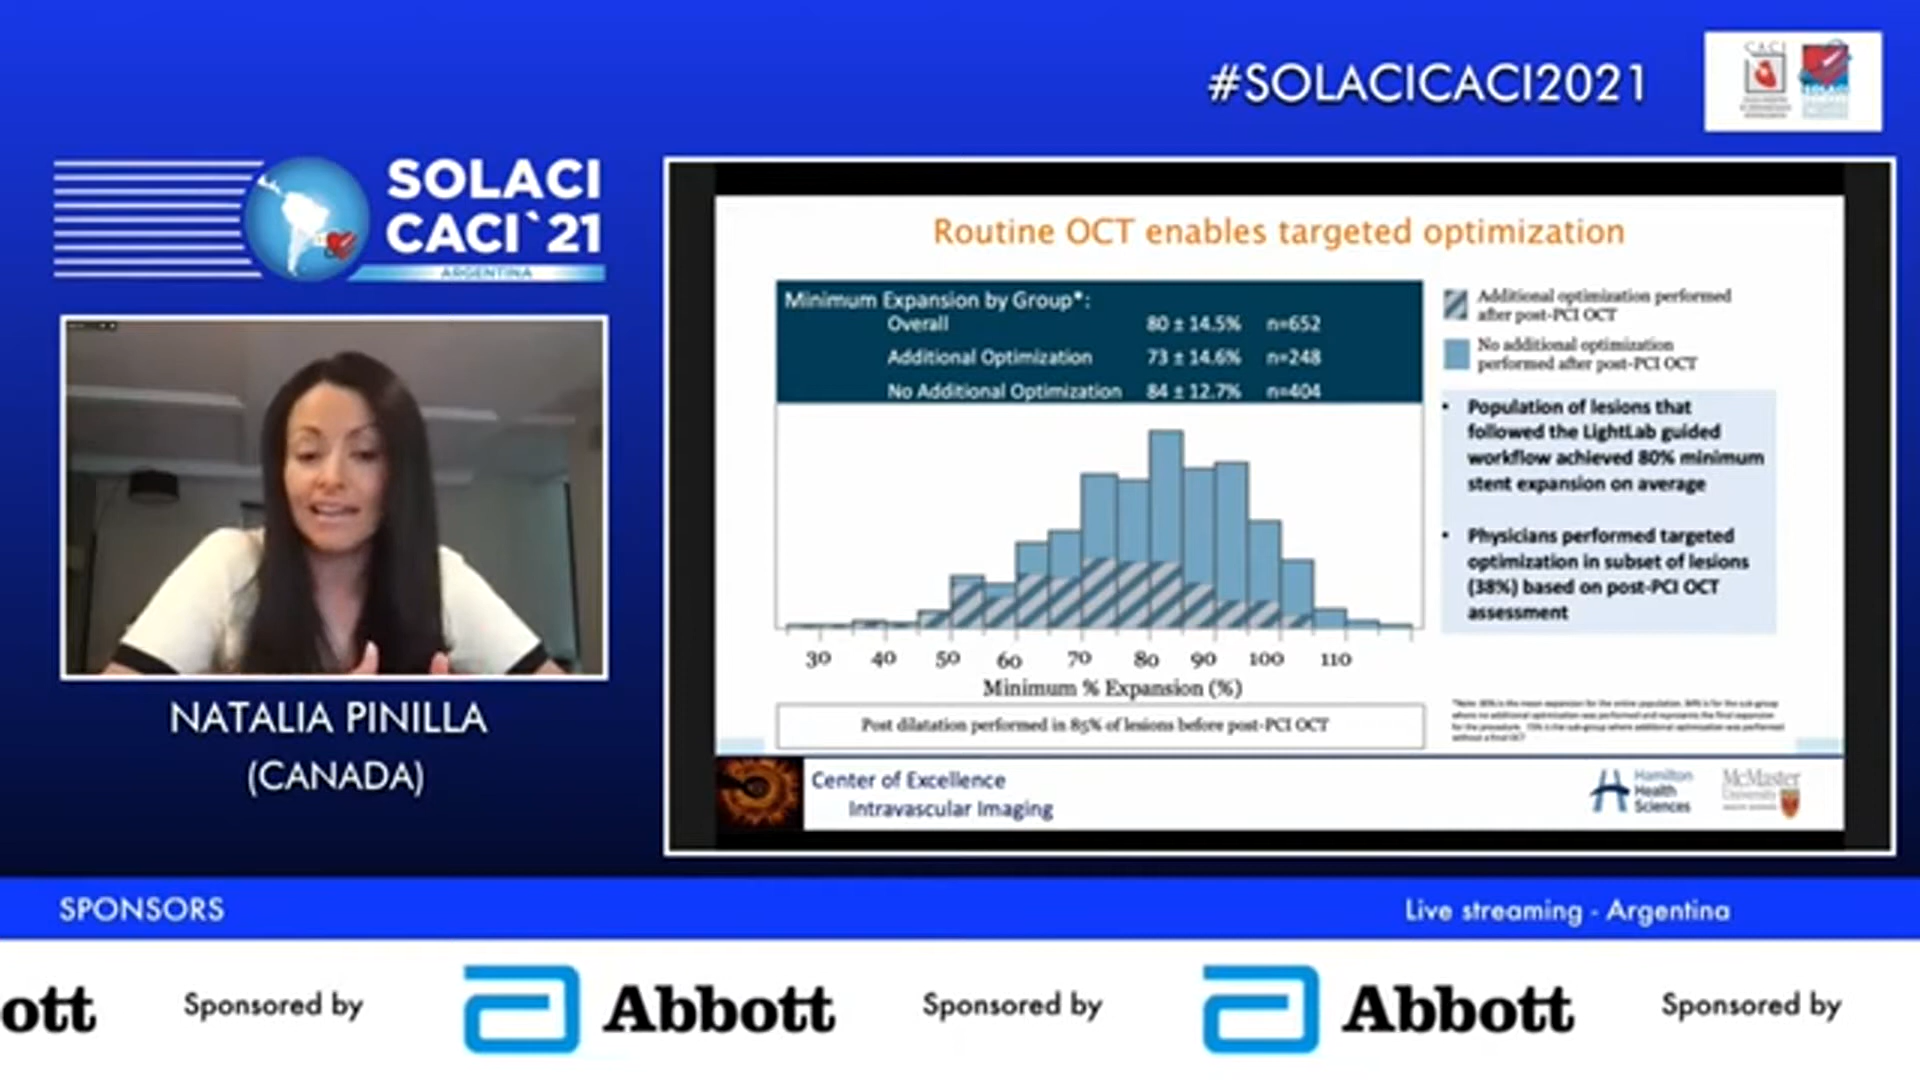 #SOLACICACI2021
CACI
SOLACI
CACI`21
ARGENTINA
NATALIA PINILLA
(CANADA)
Routine OCT enables targeted optimization
Minimum Expansion by Group*:
Overall 80 ± 14.5% n=652
Additional Optimization 73 ± 14.6% n=248
No Additional Optimization 84 ± 12.7% n=404
Additional optimization performed
after post-PCI OCT
No additional optimization
performed after post-PCI OCT
• Population of lesions that
followed the LightLab guided
workflow achieved 80% minimum
stent expansion on average
• Physicians performed targeted
optimization in subset of lesions
(38%) based on post-PCI OCT
assessment
30 40 50 60 70 80 90 100 110
Minimum % Expansion (%)
Post dilatation performed in 85% of lesions before post-PCI OCT
Center of Excellence
Intravascular Imaging
Hamilton
Health
Sciences
McMaster
University
SPONSORS
Live streaming - Argentina
ott Sponsored by Abbott Sponsored by Abbott Sponsored by